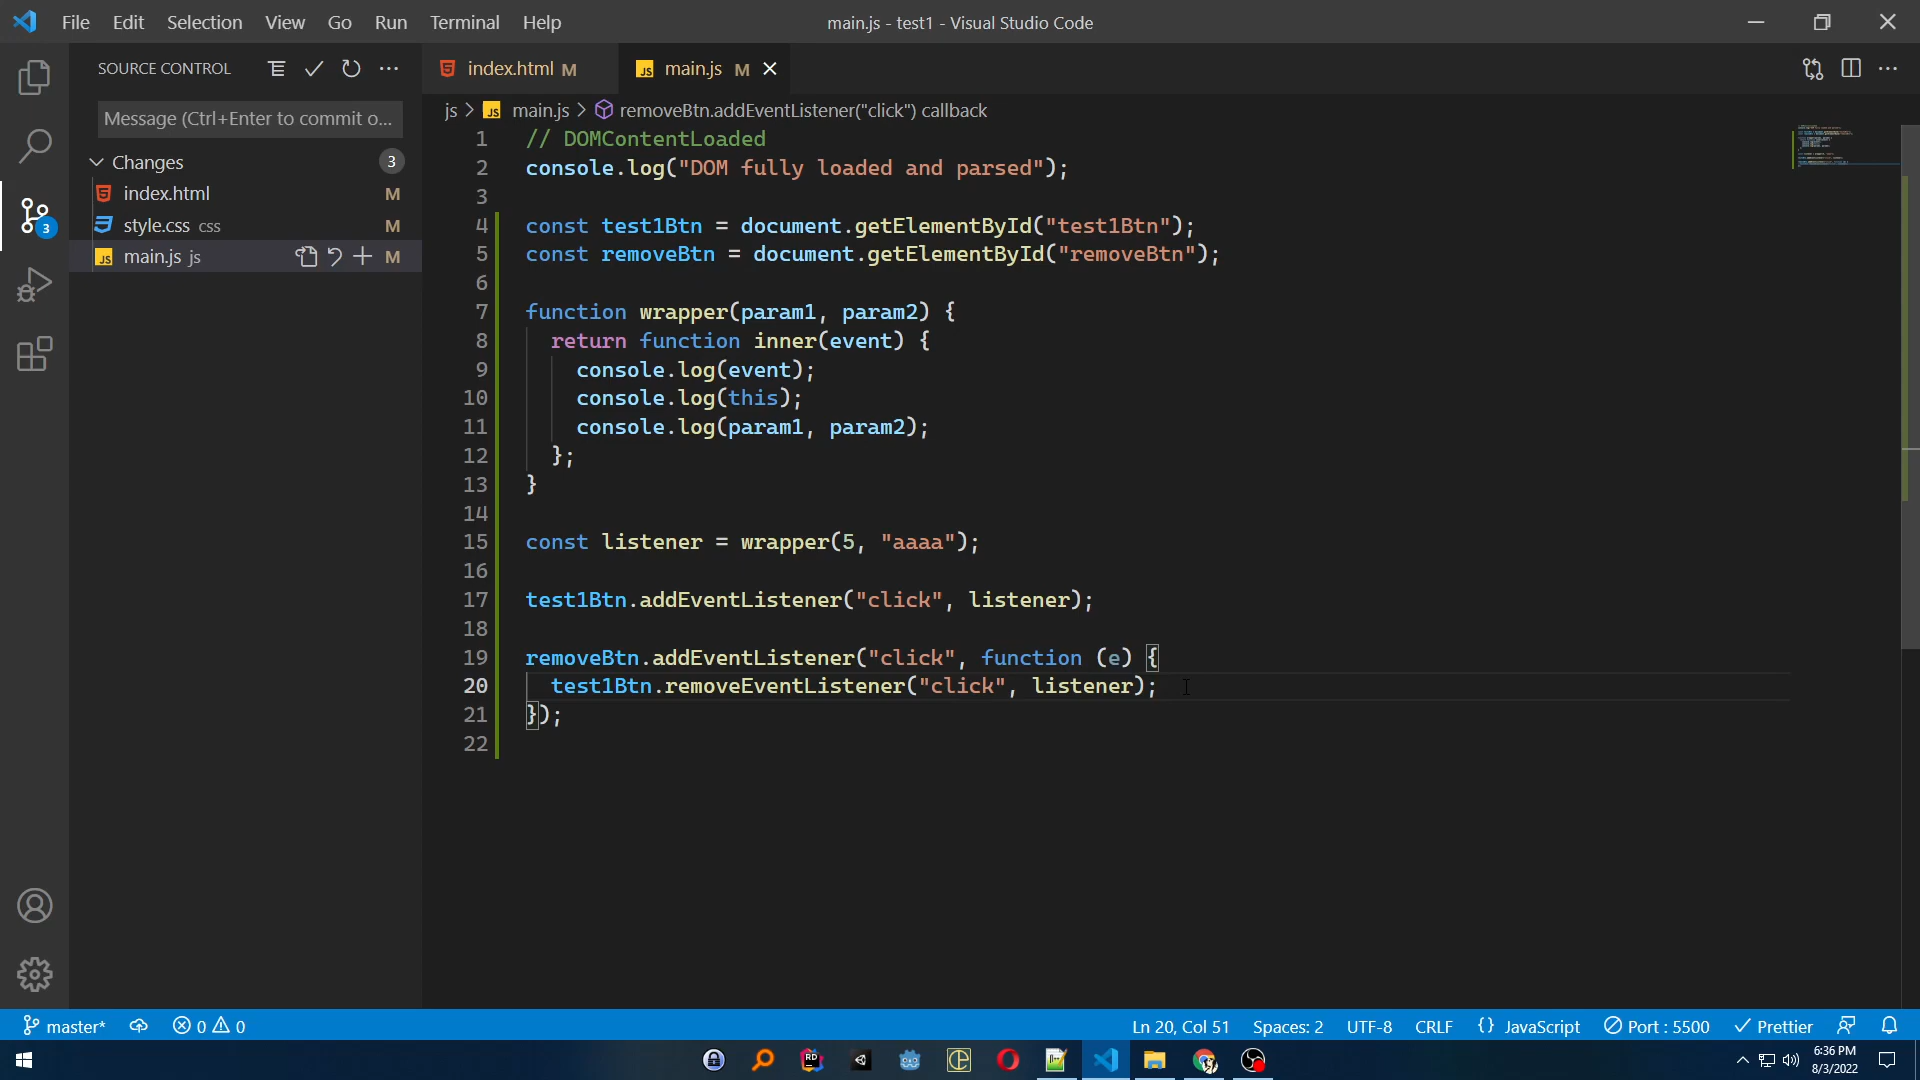 File Edit Selection View Go Run Terminal Help
main.js - test1 - Visual Studio Code
SOURCE CONTROL
Message (Ctrl+Enter to commit o...
Changes 3
index.html M
style.css css M
main.js js M
3
index.html M
main.js M
js > main.js > removeBtn.addEventListener("click") callback
1 // DOMContentLoaded
2 console.log("DOM fully loaded and parsed");
3
4 const test1Btn = document.getElementById("test1Btn");
5 const removeBtn = document.getElementById("removeBtn");
6
7 function wrapper(param1, param2) {
8 return function inner(event) {
9 console.log(event);
10 console.log(this);
11 console.log(param1, param2);
12 };
13 }
14
15 const listener = wrapper(5, "aaaa");
16
17 test1Btn.addEventListener("click", listener);
18
19 removeBtn.addEventListener("click", function (e) {
20 test1Btn.removeEventListener("click", listener);
21 });
22
master* 0 0 Ln 20, Col 51 Spaces: 2 UTF-8 CRLF {} JavaScript Port : 5500 Prettier
6:36 PM
8/3/2022